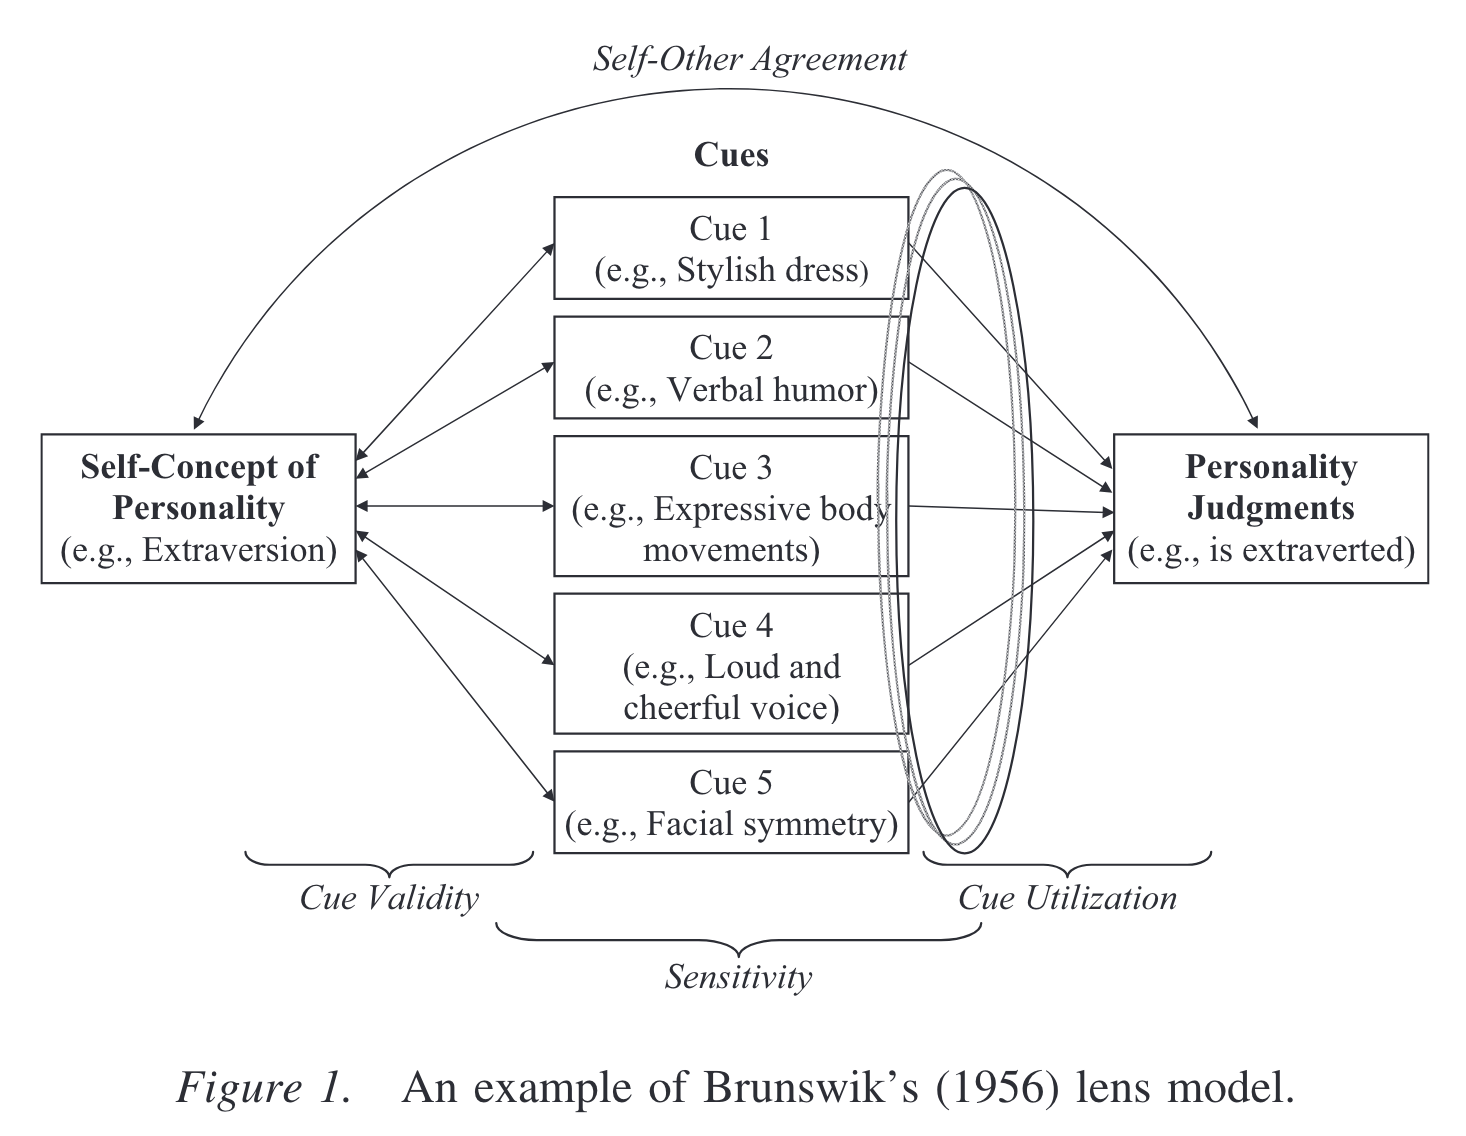 Self-Other Agreement
Cues
Cue 1
(e.g., Stylish dress)
Cue 2
(e.g., Verbal humor)
Cue 3
(e.g., Expressive body
movements)
Cue 4
(e.g., Loud and
cheerful voice)
Cue 5
(e.g., Facial symmetry)
Self-Concept of
Personality
(e.g., Extraversion)
Personality
Judgments
(e.g., is extraverted)
Cue Validity
Cue Utilization
Sensitivity
Figure 1. An example of Brunswik’s (1956) lens model.